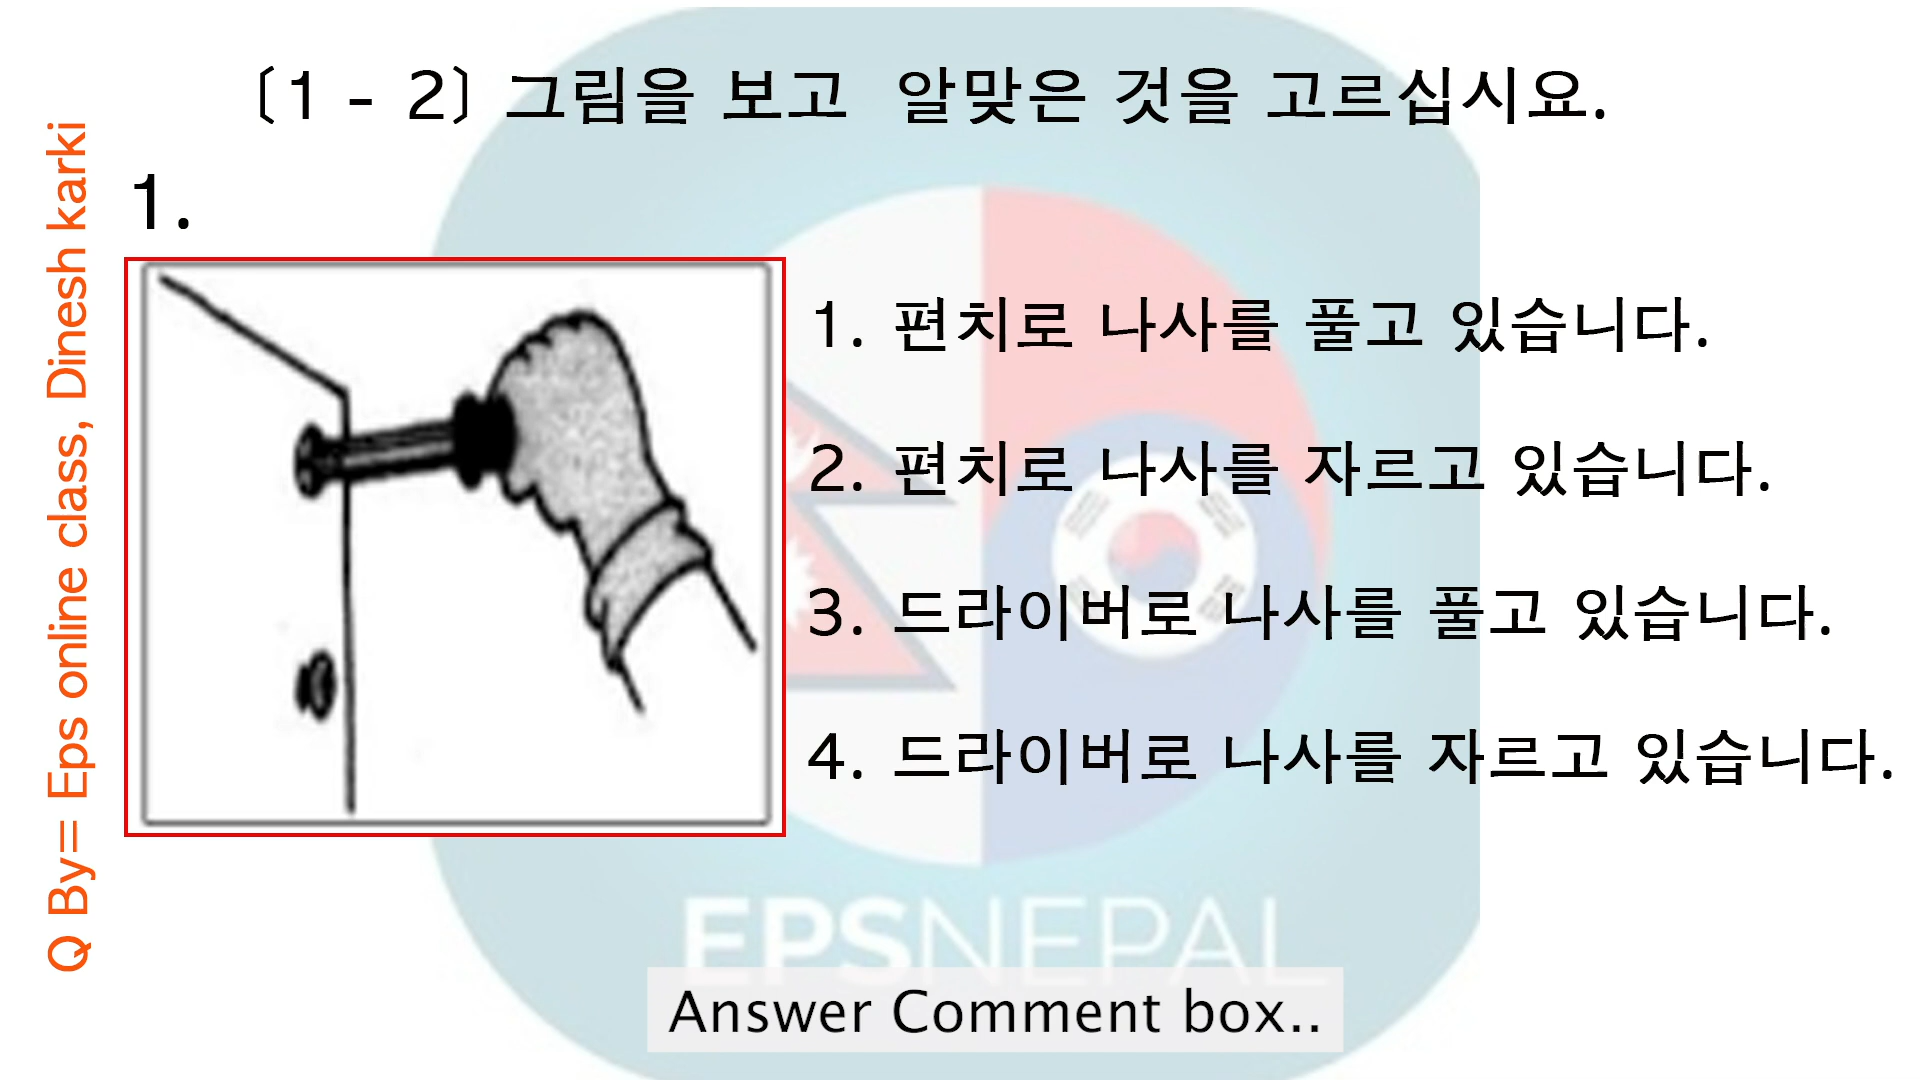 〔1 - 2〕 그림을 보고 알맞은 것을 고르십시요.
1.
1. 편치로 나사를 풀고 있습니다.
2. 편치로 나사를 자르고 있습니다.
3. 드라이버로 나사를 풀고 있습니다.
4. 드라이버로 나사를 자르고 있습니다.
Q By= Eps online class, Dinesh karki
EPSNEPAL
Answer Comment box..